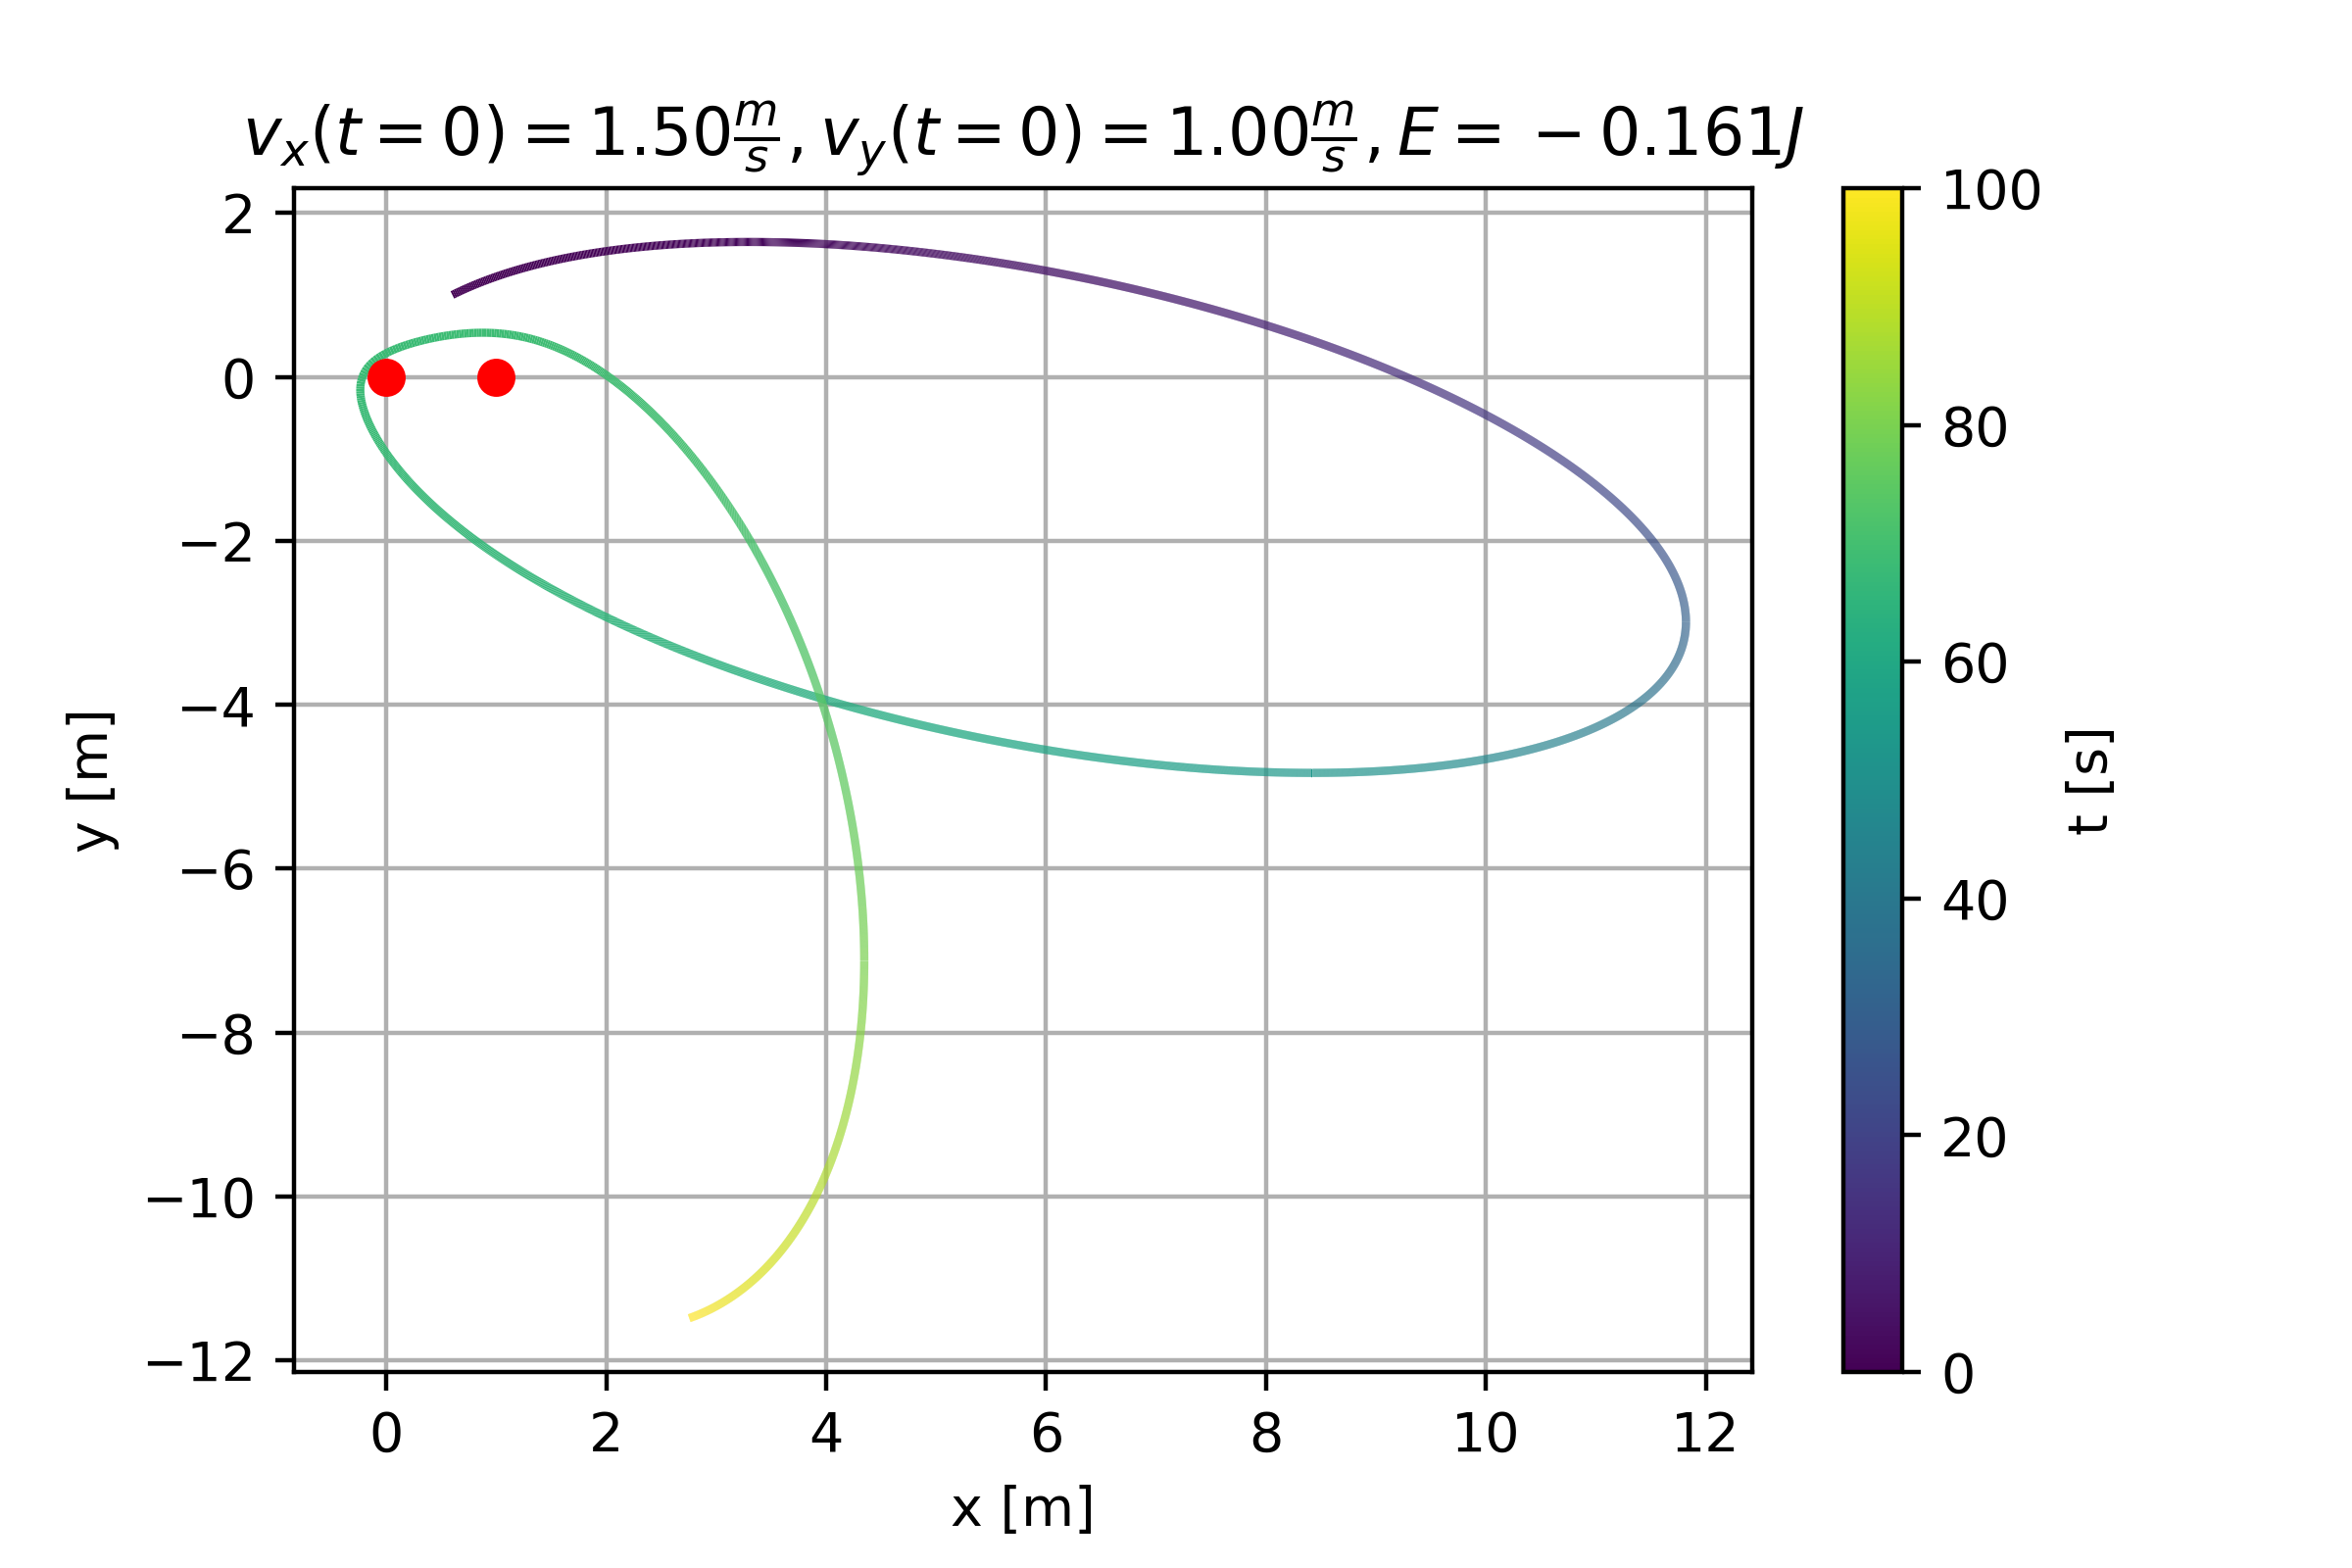 v_x(t = 0) = 1.50 m/s, v_y(t = 0) = 1.00 m/s, E = −0.161J
2
0
−2
−4
−6
−8
−10
−12
y [m]
0 2 4 6 8 10 12
x [m]
100
80
60
40
20
0
t [s]